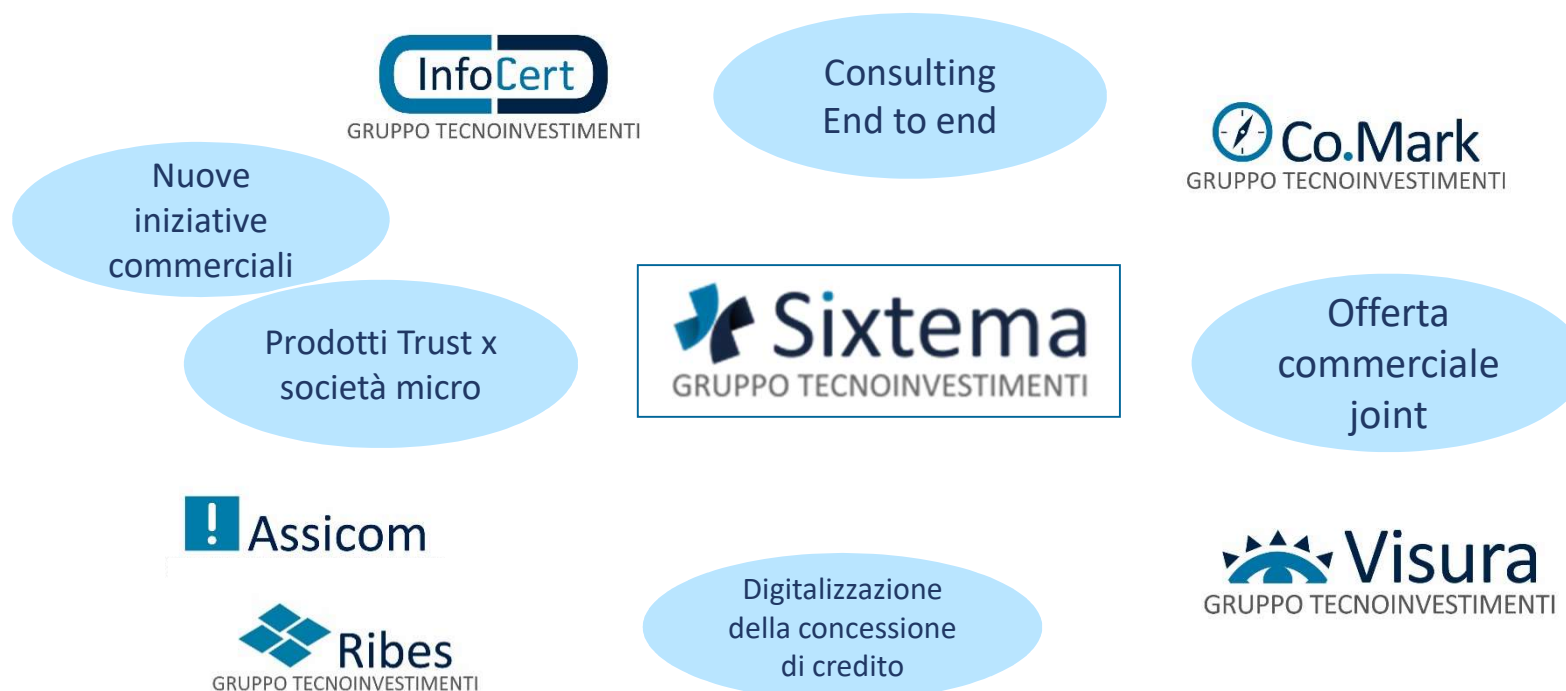 InfoCert
GRUPPO TECNOINVESTIMENTI
Consulting
End to end
Co.Mark
GRUPPO TECNOINVESTIMENTI
Nuove
iniziative
commerciali
Prodotti Trust x
società micro
Sixtema
GRUPPO TECNOINVESTIMENTI
Offerta
commerciale
joint
Assicom
Ribes
GRUPPO TECNOINVESTIMENTI
Digitalizzazione
della concessione
di credito
Visura
GRUPPO TECNOINVESTIMENTI